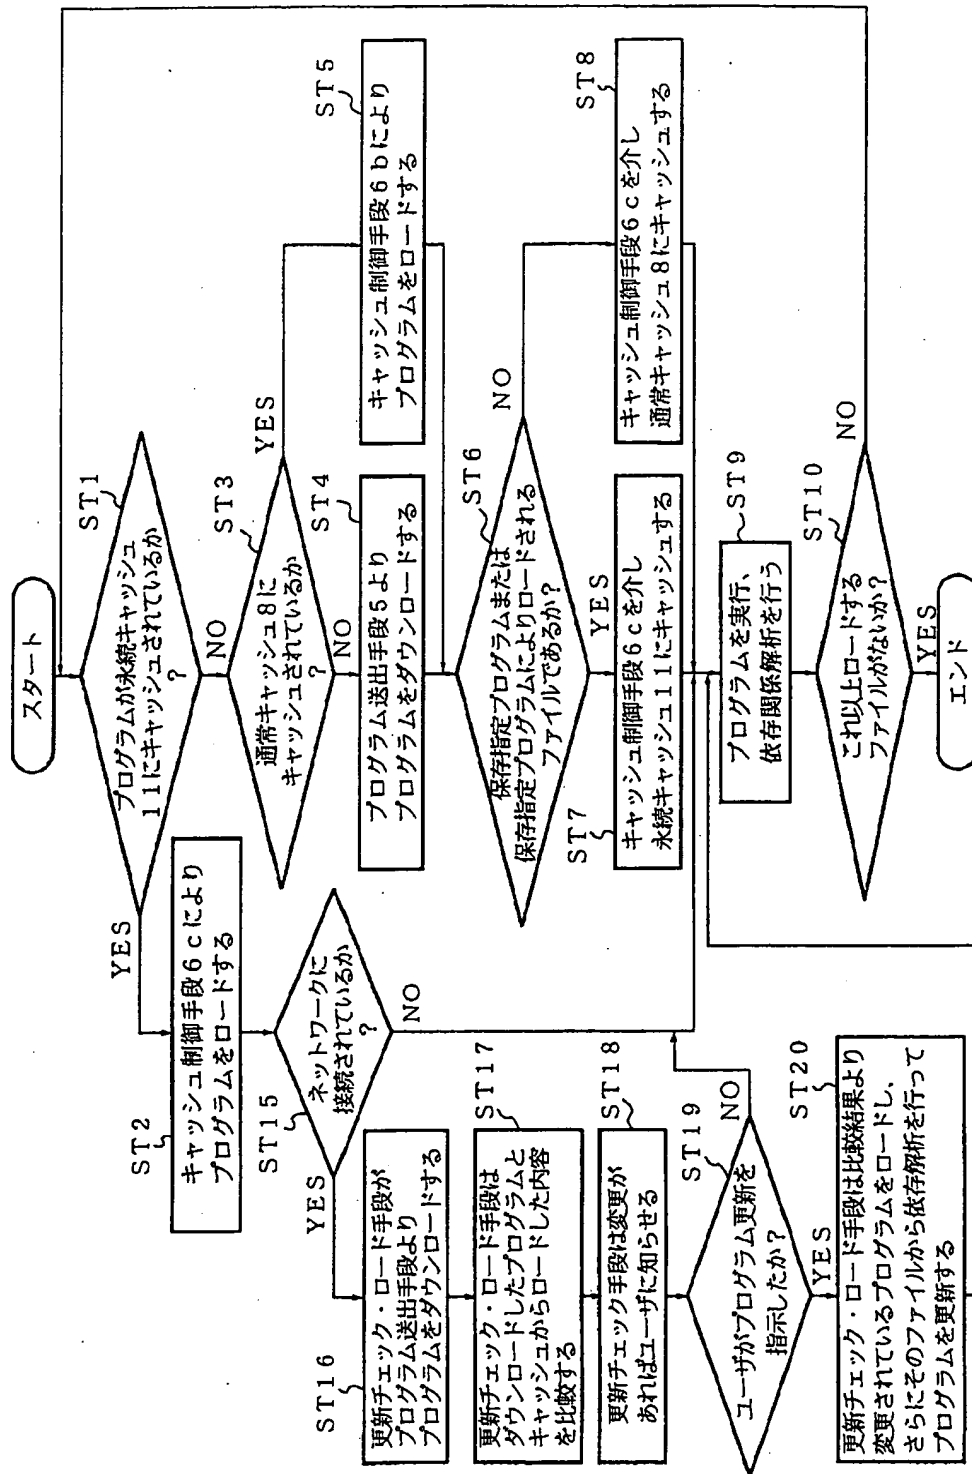 スタート
ST1
プログラムが永続キャッシュ
11にキャッシュされているか
?
YES
NO
ST2
キャッシュ制御手段6cにより
プログラムをロードする
ST3
通常キャッシュ8に
キャッシュされているか
?
YES
NO
ST4
プログラム送出手段5より
プログラムをダウンロードする
ST5
キャッシュ制御手段6bにより
プログラムをロードする
ST6
保存指定プログラムまたは
保存指定プログラムによりロードされる
ファイルであるか?
NO
YES
ST7
キャッシュ制御手段6cを介し
永続キャッシュ11にキャッシュする
ST8
キャッシュ制御手段6cを介し
通常キャッシュ8にキャッシュする
ST9
プログラムを実行、
依存関係解析を行う
ST10
これ以上ロードする
ファイルがないか?
NO
YES
エンド
ST15
ネットワークに
接続されているか
?
YES
NO
ST16
更新チェック・ロード手段が
プログラム送出手段より
プログラムをダウンロードする
ST17
更新チェック・ロード手段は
ダウンロードしたプログラムと
キャッシュからロードした内容
を比較する
ST18
更新チェック手段は変更が
あればユーザに知らせる
ST19
ユーザがプログラム更新を
指示したか?
NO
YES
ST20
更新チェック・ロード手段は比較結果より
変更されているプログラムをロードし、
さらにそのファイルから依存解析を行って
プログラムを更新する